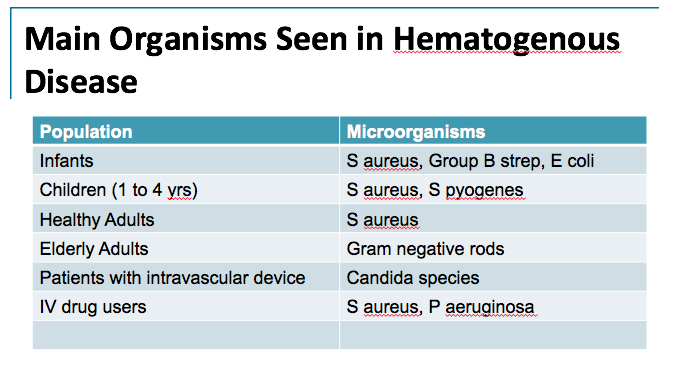 Main Organisms Seen in Hematogenous
Disease
Population Microorganisms
Infants S aureus, Group B strep, E coli
Children (1 to 4 yrs) S aureus, S pyogenes
Healthy Adults S aureus
Elderly Adults Gram negative rods
Patients with intravascular device Candida species
IV drug users S aureus, P aeruginosa